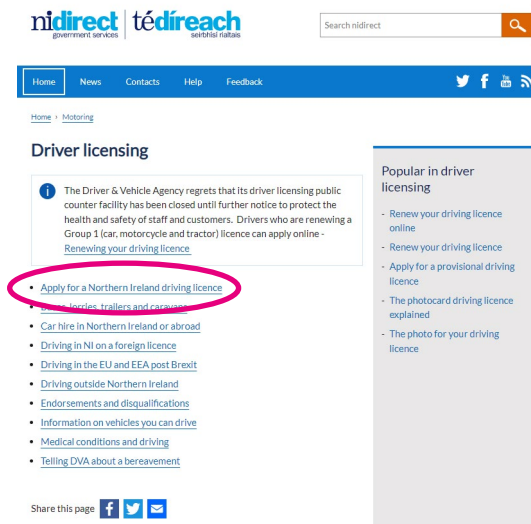 nidirect
government services
tédíreach
seirbhísí rialtais
Search nidirect
Home News Contacts Help Feedback
Home › Motoring
Driver licensing
The Driver & Vehicle Agency regrets that its driver licensing public
counter facility has been closed until further notice to protect the
health and safety of staff and customers. Drivers who are renewing a
Group 1 (car, motorcycle and tractor) licence can apply online -
Renewing your driving licence
• Apply for a Northern Ireland driving licence
• lorries, trailers and caravans
• Car hire in Northern Ireland or abroad
• Driving in NI on a foreign licence
• Driving in the EU and EEA post Brexit
• Driving outside Northern Ireland
• Endorsements and disqualifications
• Information on vehicles you can drive
• Medical conditions and driving
• Telling DVA about a bereavement
Share this page
Popular in driver
licensing
- Renew your driving licence
online
- Renew your driving licence
- Apply for a provisional driving
licence
- The photocard driving licence
explained
- The photo for your driving
licence